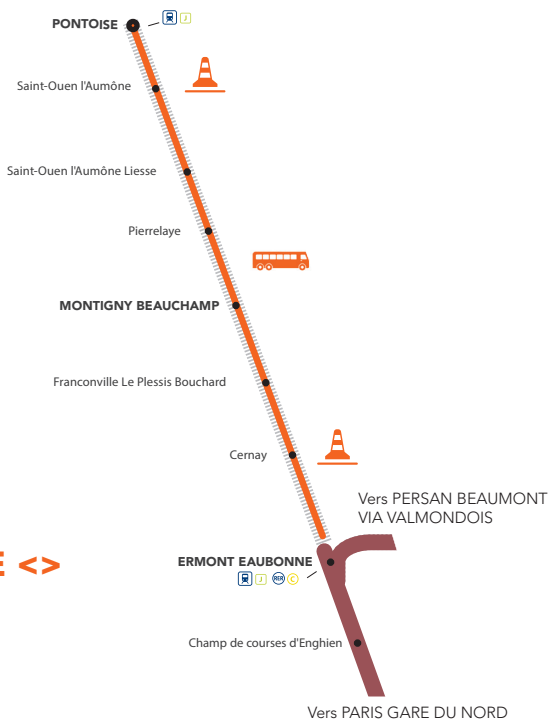 PONTOISE
J
Saint-Ouen l'Aumône
Saint-Ouen l'Aumône Liesse
Pierrelaye
MONTIGNY BEAUCHAMP
Franconville Le Plessis Bouchard
Cernay
Vers PERSAN BEAUMONT
VIA VALMONDOIS
E <>
ERMONT EAUBONNE
J RER C
Champ de courses d'Enghien
Vers PARIS GARE DU NORD